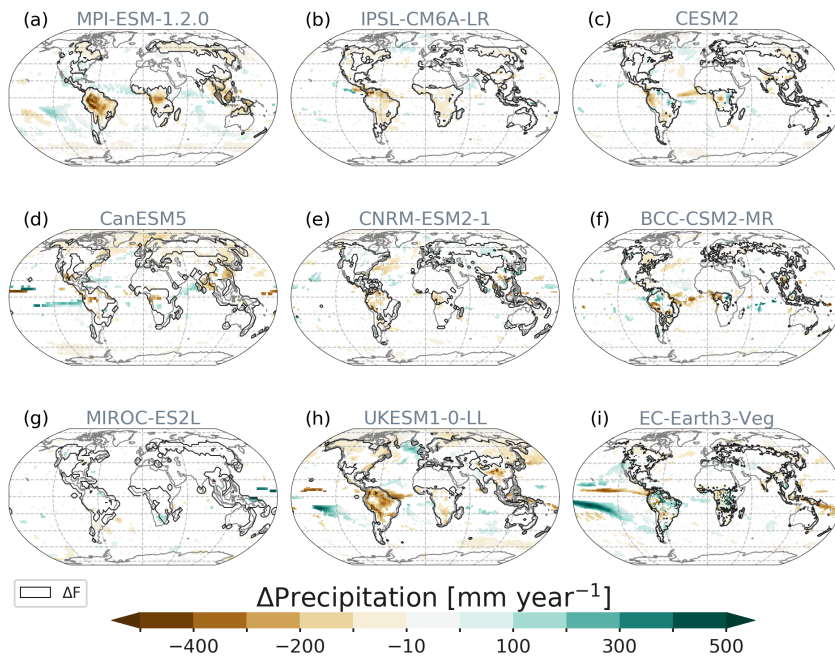 (a) MPI-ESM-1.2.0
(b) IPSL-CM6A-LR
(c) CESM2
(d) CanESM5
(e) CNRM-ESM2-1
(f) BCC-CSM2-MR
(g) MIROC-ES2L
(h) UKESM1-0-LL
(i) EC-Earth3-Veg
ΔF
ΔPrecipitation [mm year⁻¹]
−400 −200 −10 100 300 500